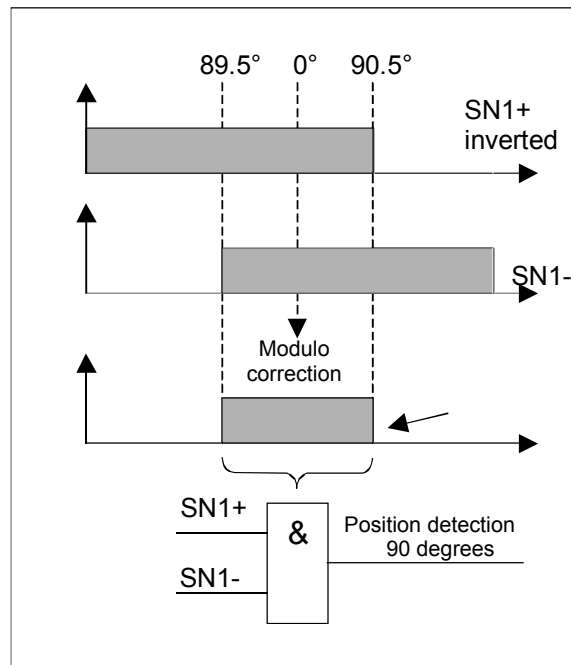 89.5° 0° 90.5°
SN1+
inverted
SN1-
Modulo
correction
SN1+
&
Position detection
90 degrees
SN1-